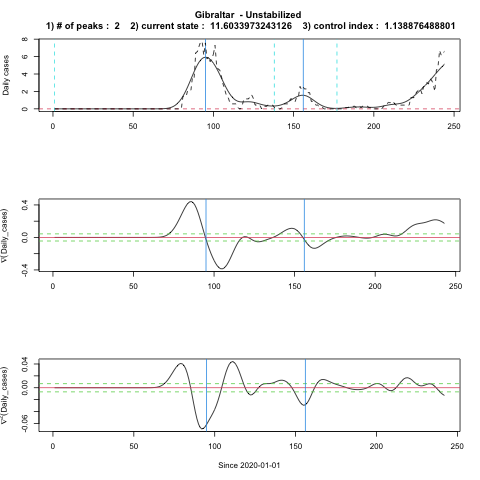 Gibraltar - Unstabilized
1) # of peaks : 2 2) current state : 11.6033973243126 3) control index : 1.138876488801
Daily cases
8
6
4
2
0
0 50 100 150 200 250
∇(Daily_cases)
0.4
0.0
-0.4
0 50 100 150 200 250
∇²(Daily_cases)
0.04
0.00
-0.06
0 50 100 150 200 250
Since 2020-01-01